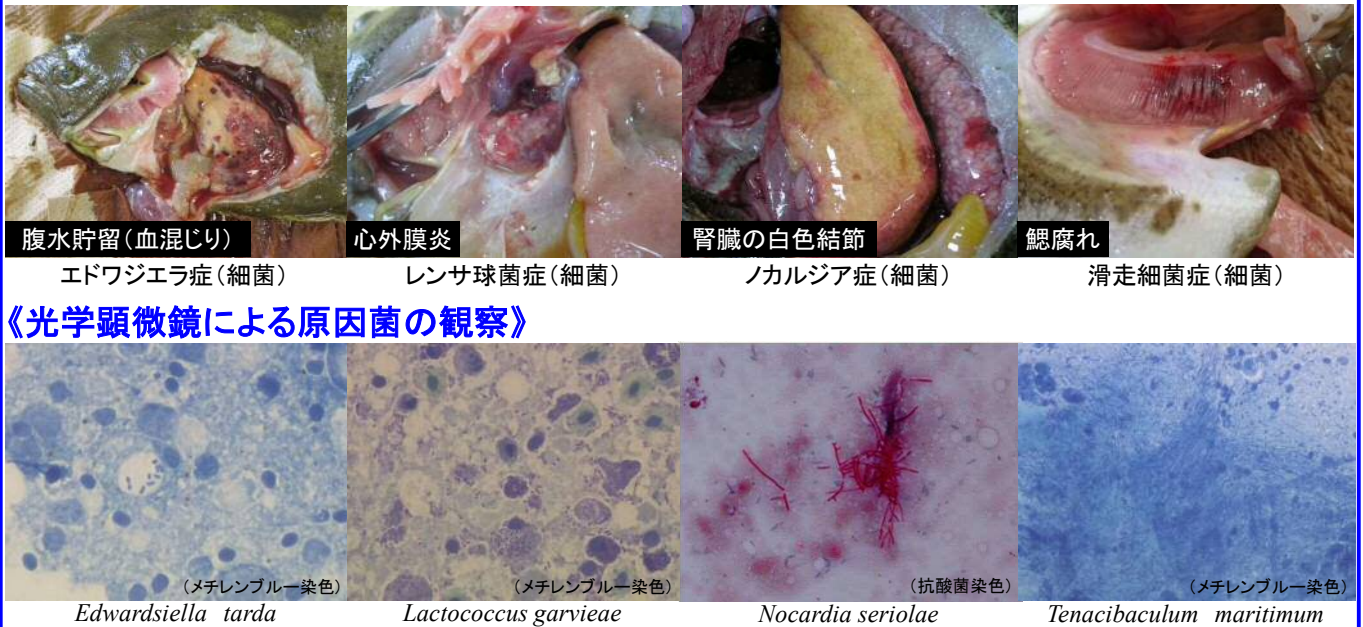 腹水貯留(血混じり)
心外膜炎
腎臓の白色結節
鰓腐れ
エドワジエラ症(細菌)
レンサ球菌症(細菌)
ノカルジア症(細菌)
滑走細菌症(細菌)
《光学顕微鏡による原因菌の観察》
(メチレンブルー染色)
(メチレンブルー染色)
(抗酸菌染色)
(メチレンブルー染色)
Edwardsiella tarda
Lactococcus garvieae
Nocardia seriolae
Tenacibaculum maritimum